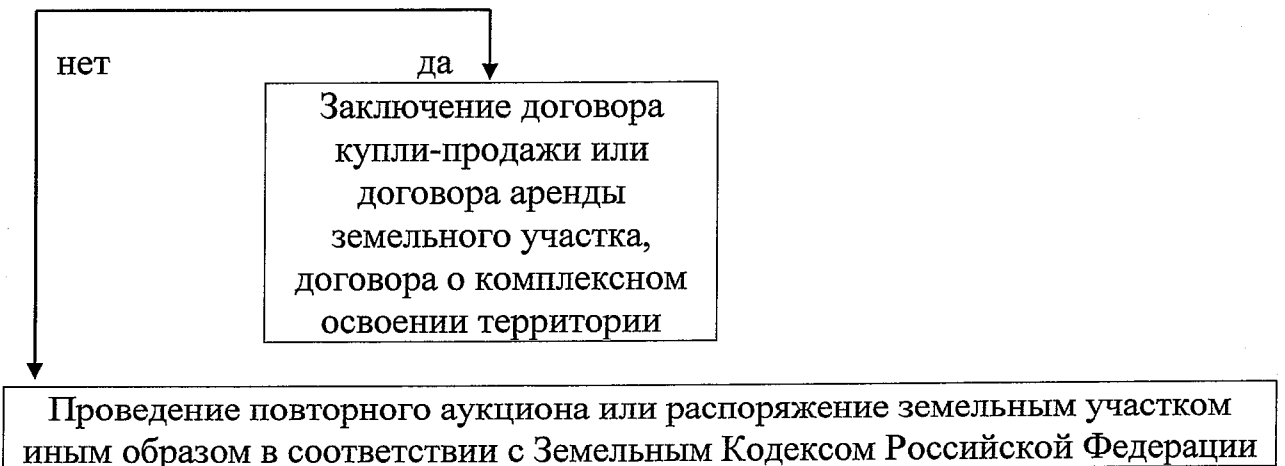 нет да
Заключение договора
купли-продажи или
договора аренды
земельного участка,
договора о комплексном
освоении территории
Проведение повторного аукциона или распоряжение земельным участком
иным образом в соответствии с Земельным Кодексом Российской Федерации